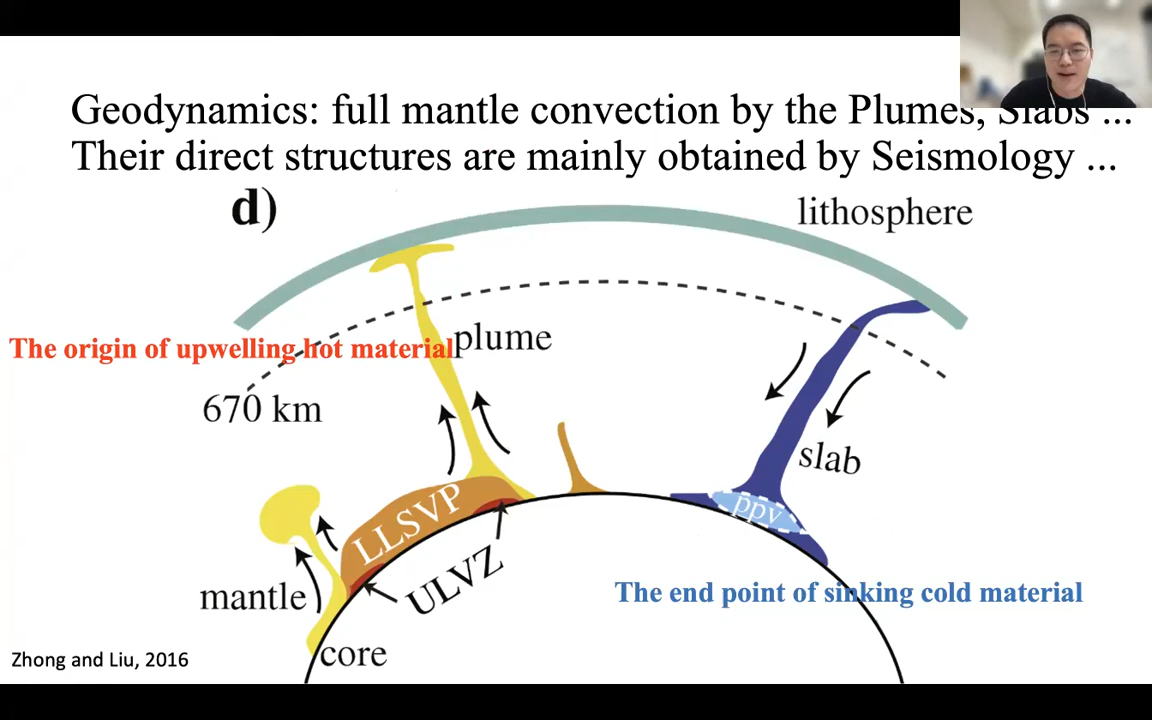 Geodynamics: full mantle convection by the Plumes, Slabs ...
Their direct structures are mainly obtained by Seismology ...
d)
lithosphere
The origin of upwelling hot material
plume
670 km
slab
LLSVP
ppv
ULVZ
mantle
The end point of sinking cold material
core
Zhong and Liu, 2016